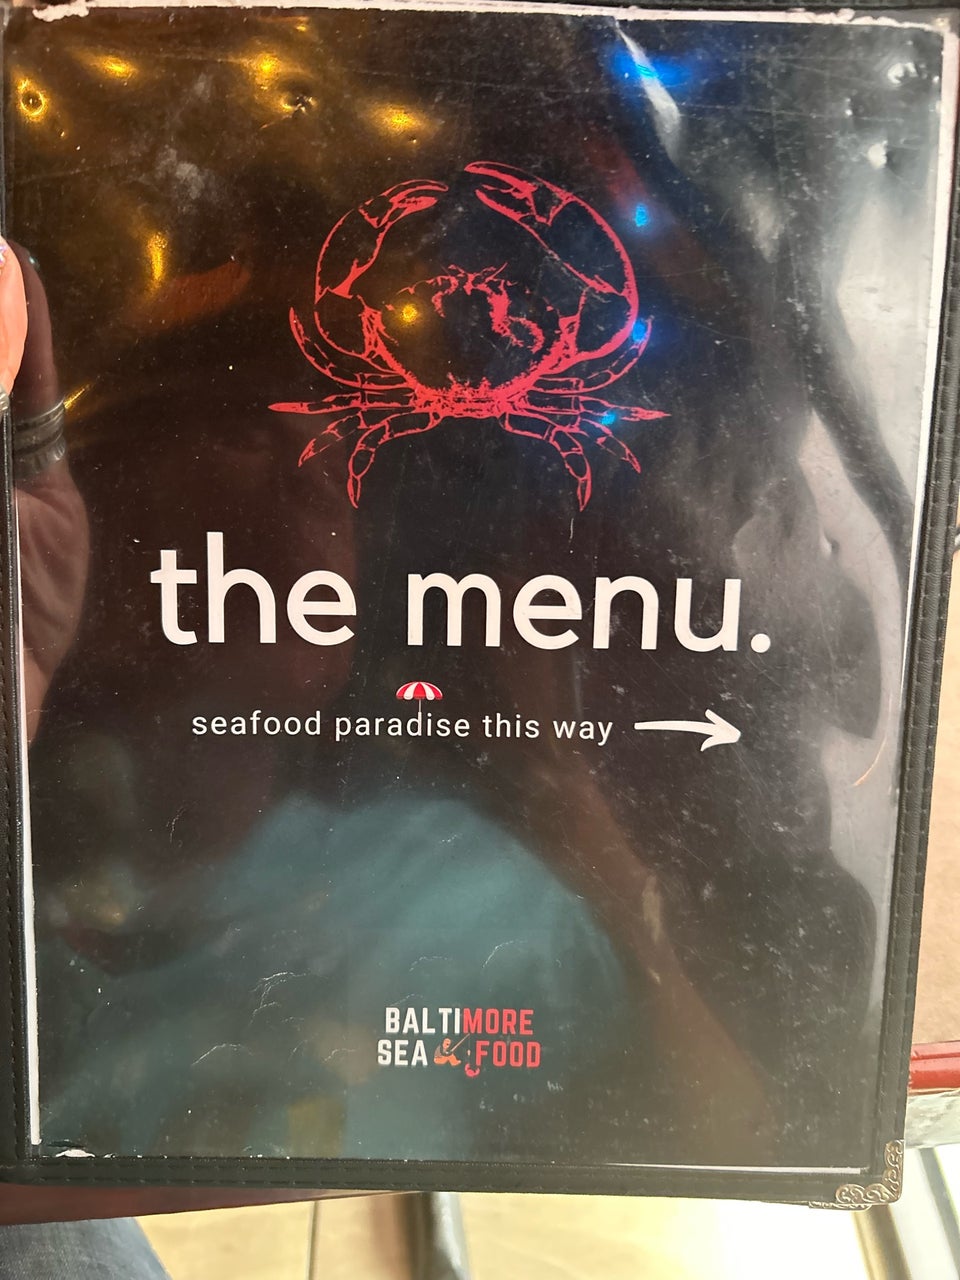 the menu.
seafood paradise this way
BALTIMORE
SEA & FOOD